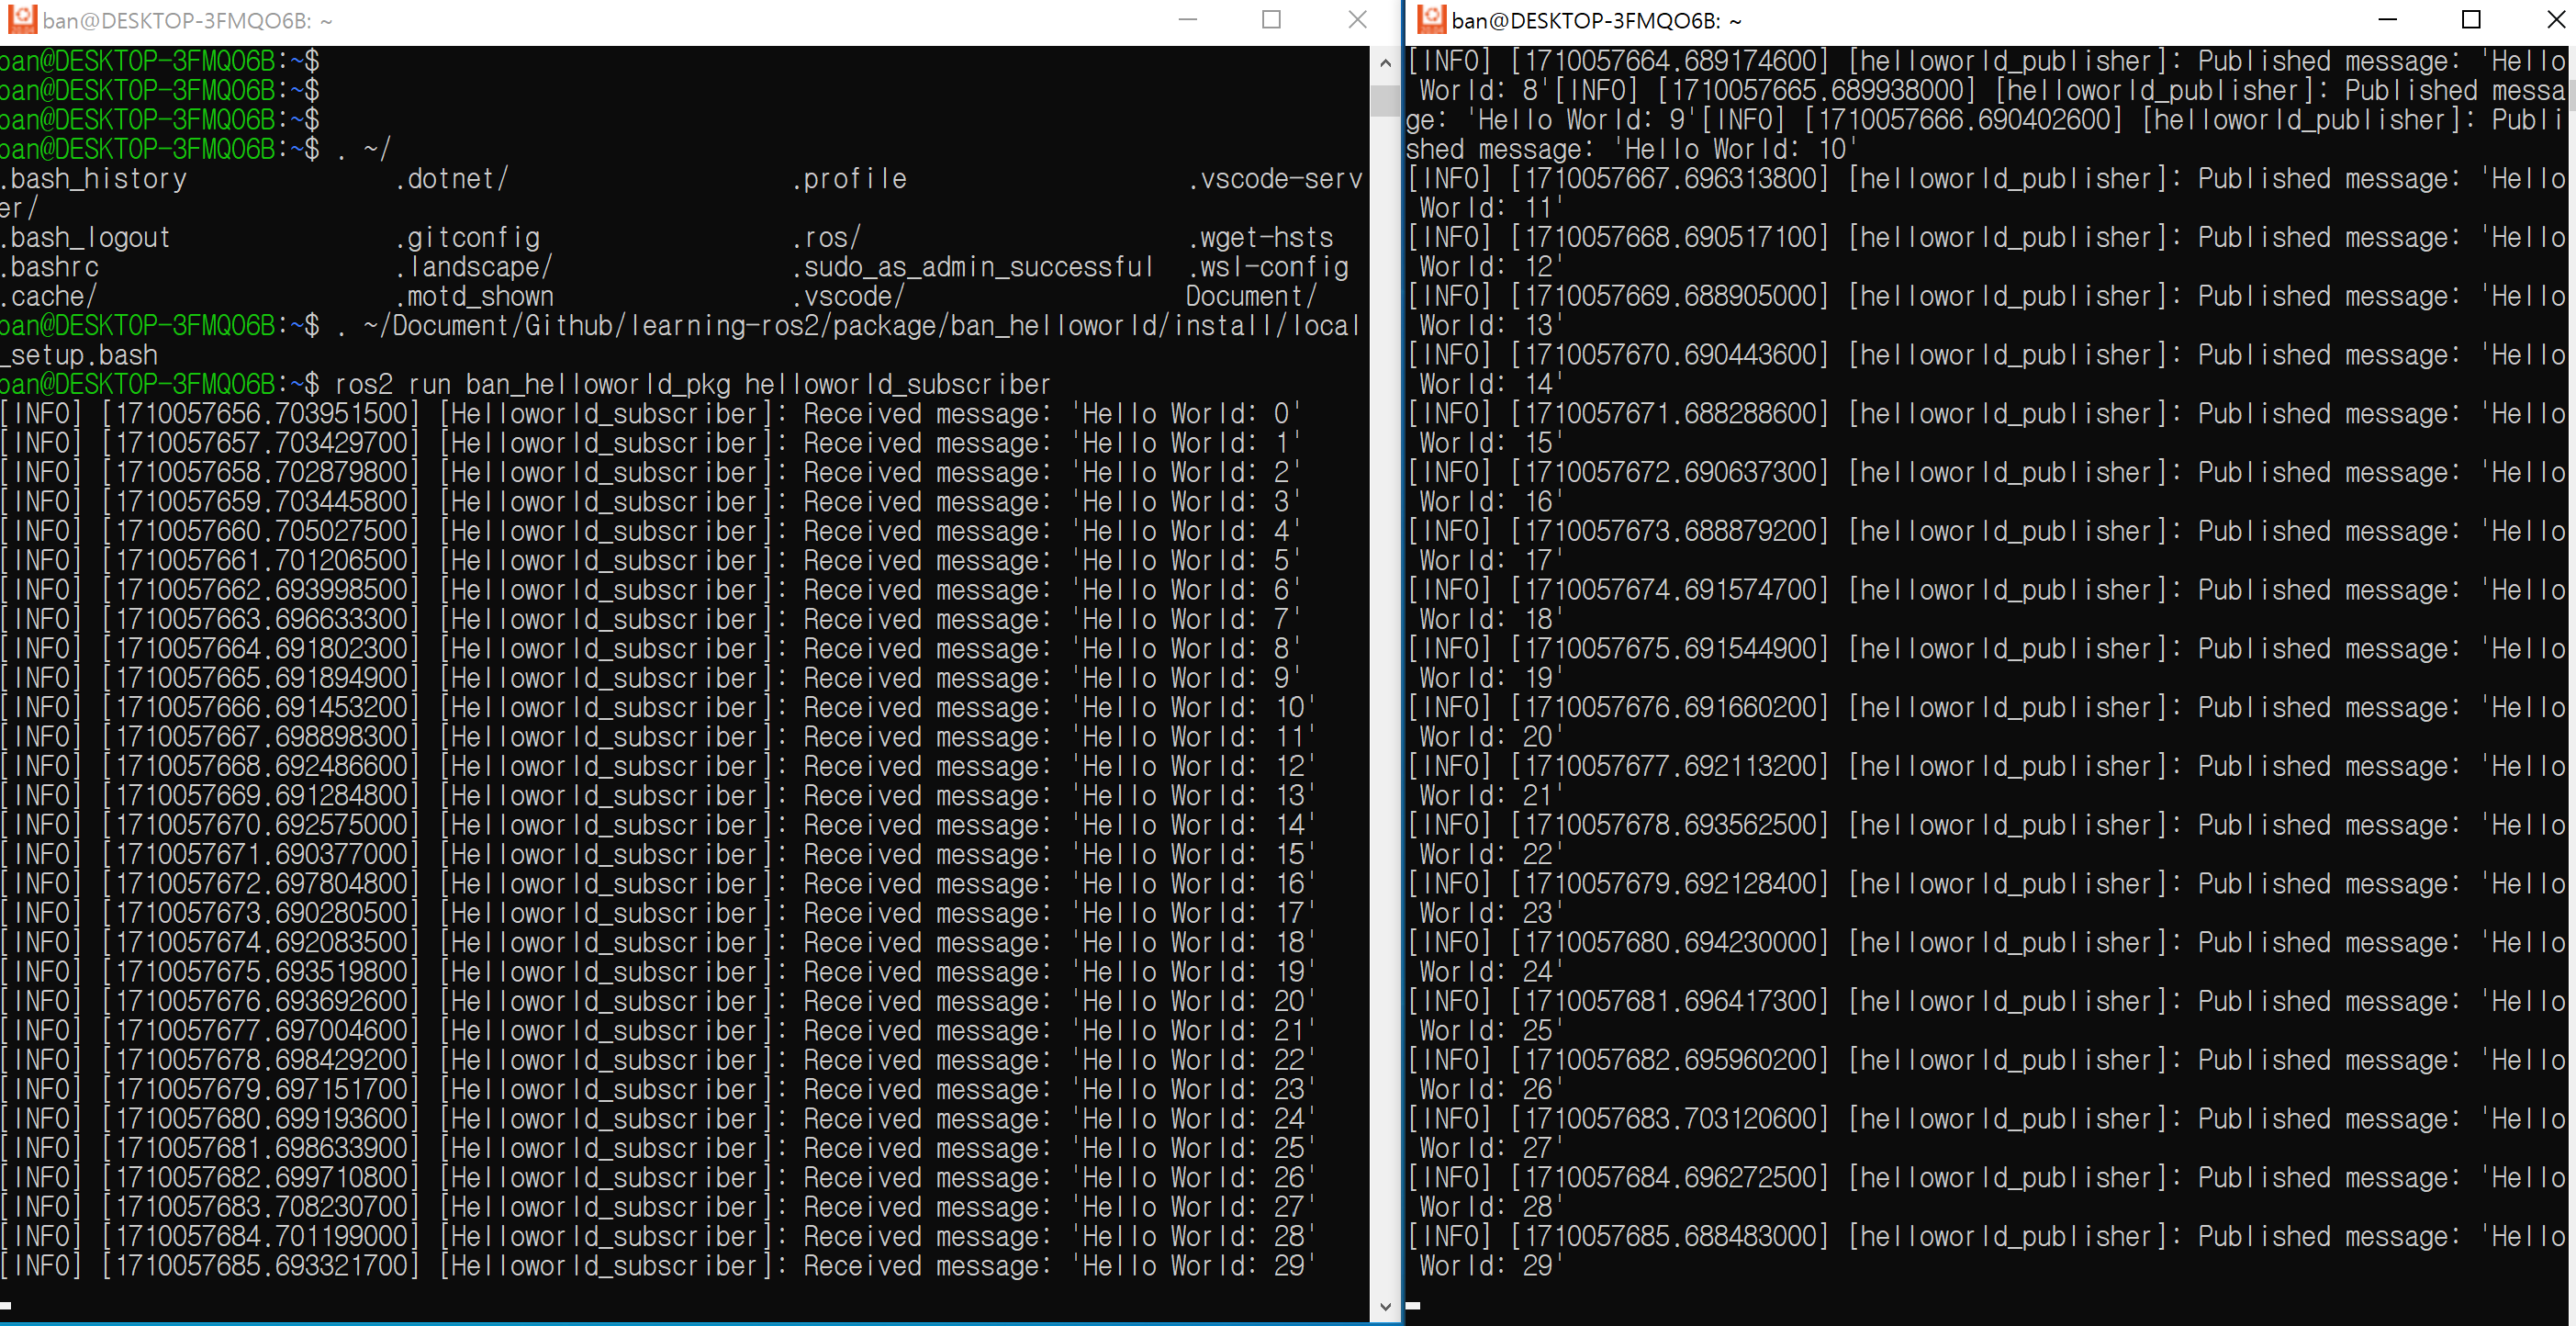 ban@DESKTOP-3FMQO6B: ~
ban@DESKTOP-3FMQO6B:~$
ban@DESKTOP-3FMQO6B:~$
ban@DESKTOP-3FMQO6B:~$
ban@DESKTOP-3FMQO6B:~$ . ~/
.bash_history .dotnet/ .profile .vscode-serv
er/
.bash_logout .gitconfig .ros/ .wget-hsts
.bashrc .landscape/ .sudo_as_admin_successful .wsl-config
.cache/ .motd_shown .vscode/ Document/
ban@DESKTOP-3FMQO6B:~$ . ~/Document/Github/learning-ros2/package/ban_helloworld/install/local
_setup.bash
ban@DESKTOP-3FMQO6B:~$ ros2 run ban_helloworld_pkg helloworld_subscriber
[INFO] [1710057656.703951500] [Helloworld_subscriber]: Received message: 'Hello World: 0'
[INFO] [1710057657.703429700] [Helloworld_subscriber]: Received message: 'Hello World: 1'
[INFO] [1710057658.702879800] [Helloworld_subscriber]: Received message: 'Hello World: 2'
[INFO] [1710057659.703445800] [Helloworld_subscriber]: Received message: 'Hello World: 3'
[INFO] [1710057660.705027500] [Helloworld_subscriber]: Received message: 'Hello World: 4'
[INFO] [1710057661.701206500] [Helloworld_subscriber]: Received message: 'Hello World: 5'
[INFO] [1710057662.693998500] [Helloworld_subscriber]: Received message: 'Hello World: 6'
[INFO] [1710057663.696633300] [Helloworld_subscriber]: Received message: 'Hello World: 7'
[INFO] [1710057664.691802300] [Helloworld_subscriber]: Received message: 'Hello World: 8'
[INFO] [1710057665.691894900] [Helloworld_subscriber]: Received message: 'Hello World: 9'
[INFO] [1710057666.691453200] [Helloworld_subscriber]: Received message: 'Hello World: 10'
[INFO] [1710057667.698898300] [Helloworld_subscriber]: Received message: 'Hello World: 11'
[INFO] [1710057668.692486600] [Helloworld_subscriber]: Received message: 'Hello World: 12'
[INFO] [1710057669.691284800] [Helloworld_subscriber]: Received message: 'Hello World: 13'
[INFO] [1710057670.692575000] [Helloworld_subscriber]: Received message: 'Hello World: 14'
[INFO] [1710057671.690377000] [Helloworld_subscriber]: Received message: 'Hello World: 15'
[INFO] [1710057672.697804800] [Helloworld_subscriber]: Received message: 'Hello World: 16'
[INFO] [1710057673.690280500] [Helloworld_subscriber]: Received message: 'Hello World: 17'
[INFO] [1710057674.692083500] [Helloworld_subscriber]: Received message: 'Hello World: 18'
[INFO] [1710057675.693519800] [Helloworld_subscriber]: Received message: 'Hello World: 19'
[INFO] [1710057676.693692600] [Helloworld_subscriber]: Received message: 'Hello World: 20'
[INFO] [1710057677.697004600] [Helloworld_subscriber]: Received message: 'Hello World: 21'
[INFO] [1710057678.698429200] [Helloworld_subscriber]: Received message: 'Hello World: 22'
[INFO] [1710057679.697151700] [Helloworld_subscriber]: Received message: 'Hello World: 23'
[INFO] [1710057680.699193600] [Helloworld_subscriber]: Received message: 'Hello World: 24'
[INFO] [1710057681.698633900] [Helloworld_subscriber]: Received message: 'Hello World: 25'
[INFO] [1710057682.699710800] [Helloworld_subscriber]: Received message: 'Hello World: 26'
[INFO] [1710057683.708230700] [Helloworld_subscriber]: Received message: 'Hello World: 27'
[INFO] [1710057684.701199000] [Helloworld_subscriber]: Received message: 'Hello World: 28'
[INFO] [1710057685.693321700] [Helloworld_subscriber]: Received message: 'Hello World: 29'
ban@DESKTOP-3FMQO6B: ~
[INFO] [1710057664.689174600] [helloworld_publisher]: Published message: 'Hello
World: 8'[INFO] [1710057665.689938000] [helloworld_publisher]: Published messa
ge: 'Hello World: 9'[INFO] [1710057666.690402600] [helloworld_publisher]: Publi
shed message: 'Hello World: 10'
[INFO] [1710057667.696313800] [helloworld_publisher]: Published message: 'Hello
World: 11'
[INFO] [1710057668.690517100] [helloworld_publisher]: Published message: 'Hello
World: 12'
[INFO] [1710057669.688905000] [helloworld_publisher]: Published message: 'Hello
World: 13'
[INFO] [1710057670.690443600] [helloworld_publisher]: Published message: 'Hello
World: 14'
[INFO] [1710057671.688288600] [helloworld_publisher]: Published message: 'Hello
World: 15'
[INFO] [1710057672.690637300] [helloworld_publisher]: Published message: 'Hello
World: 16'
[INFO] [1710057673.688879200] [helloworld_publisher]: Published message: 'Hello
World: 17'
[INFO] [1710057674.691574700] [helloworld_publisher]: Published message: 'Hello
World: 18'
[INFO] [1710057675.691544900] [helloworld_publisher]: Published message: 'Hello
World: 19'
[INFO] [1710057676.691660200] [helloworld_publisher]: Published message: 'Hello
World: 20'
[INFO] [1710057677.692113200] [helloworld_publisher]: Published message: 'Hello
World: 21'
[INFO] [1710057678.693562500] [helloworld_publisher]: Published message: 'Hello
World: 22'
[INFO] [1710057679.692128400] [helloworld_publisher]: Published message: 'Hello
World: 23'
[INFO] [1710057680.694230000] [helloworld_publisher]: Published message: 'Hello
World: 24'
[INFO] [1710057681.696417300] [helloworld_publisher]: Published message: 'Hello
World: 25'
[INFO] [1710057682.695960200] [helloworld_publisher]: Published message: 'Hello
World: 26'
[INFO] [1710057683.703120600] [helloworld_publisher]: Published message: 'Hello
World: 27'
[INFO] [1710057684.696272500] [helloworld_publisher]: Published message: 'Hello
World: 28'
[INFO] [1710057685.688483000] [helloworld_publisher]: Published message: 'Hello
World: 29'